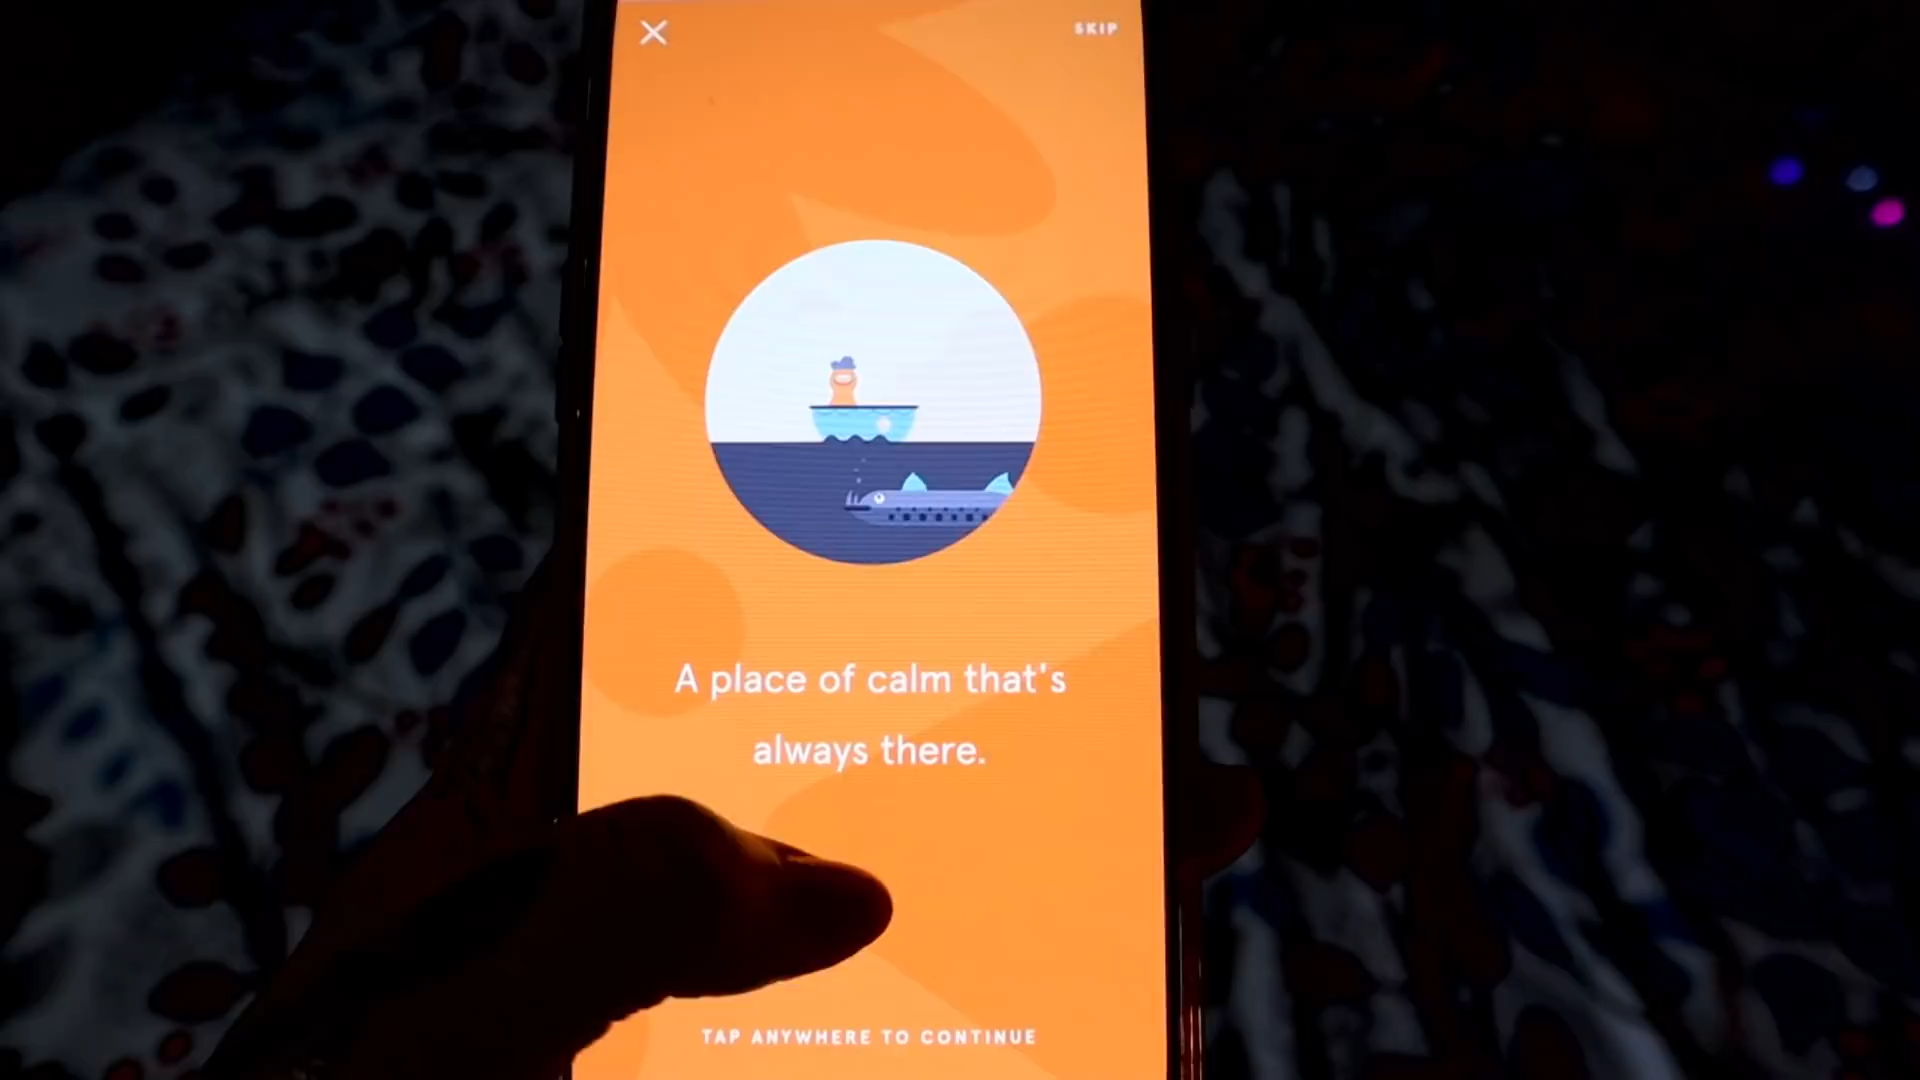 SKIP
A place of calm that's
always there.
TAP ANYWHERE TO CONTINUE